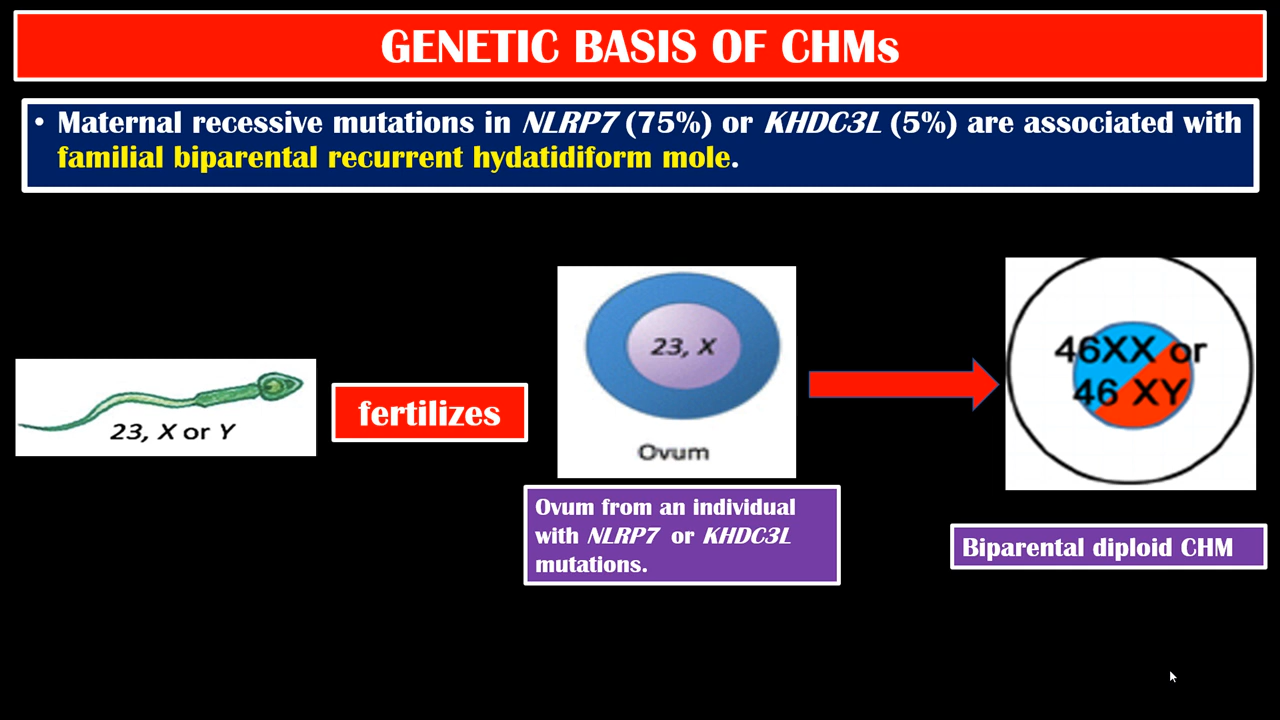 GENETIC BASIS OF CHMs
• Maternal recessive mutations in NLRP7 (75%) or KHDC3L (5%) are associated with
familial biparental recurrent hydatidiform mole.
23, X or Y
fertilizes
23, X
Ovum
Ovum from an individual
with NLRP7 or KHDC3L
mutations.
46XX or
46 XY
Biparental diploid CHM